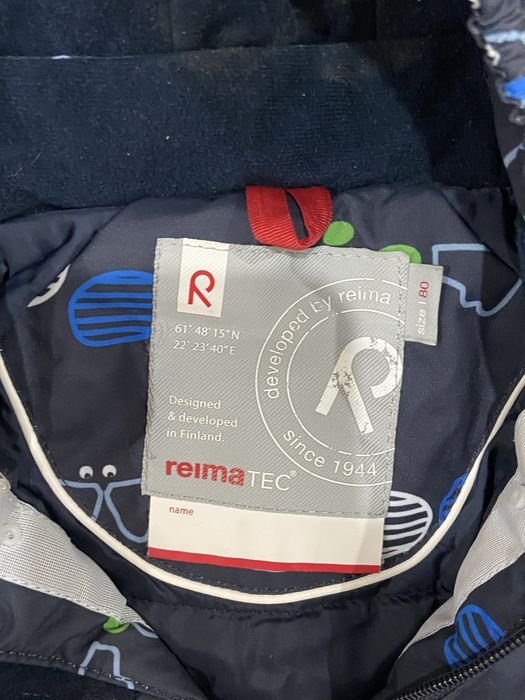 R
61° 48' 15" N
22° 23' 40" E
Designed
& developed
in Finland.
reimaTEC®
name
developed by reima
R
since 1944
size | 80